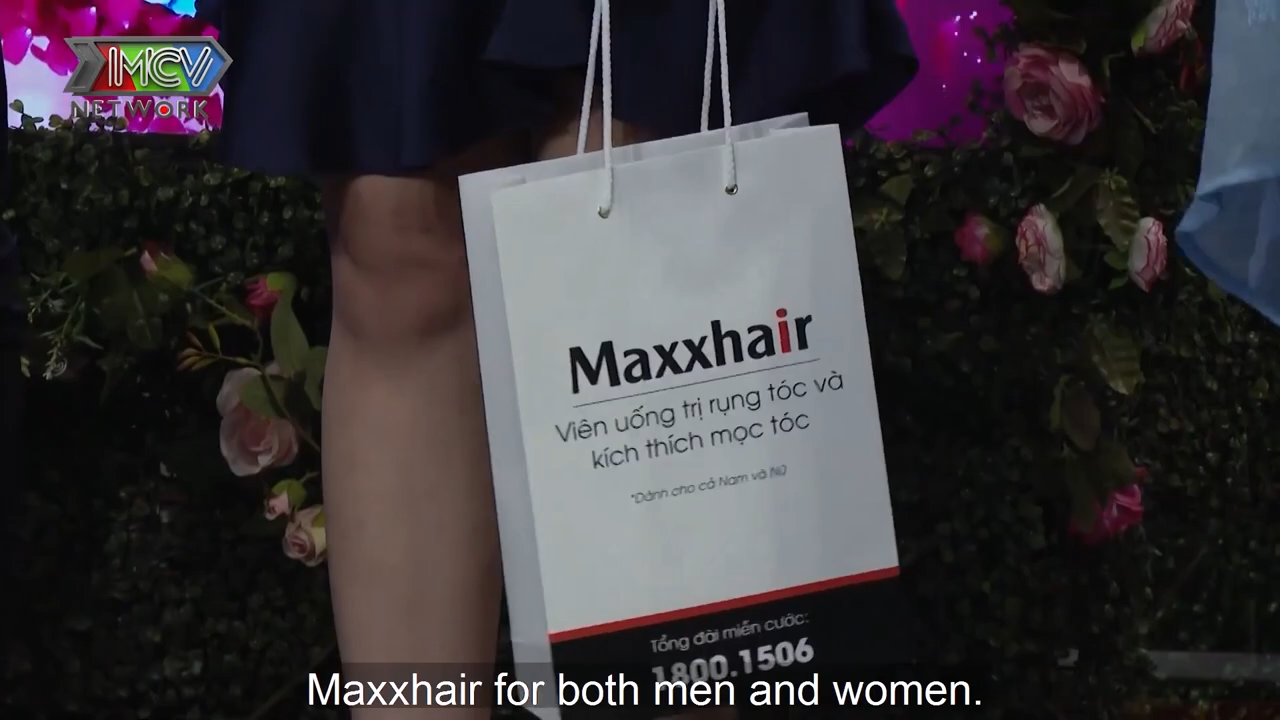 MCV
NETWORK
Maxxhair
Viên uống trị rụng tóc và
kích thích mọc tóc
*Dành cho cả Nam và Nữ
Tổng đài miễn cước:
1800.1506
Maxxhair for both men and women.